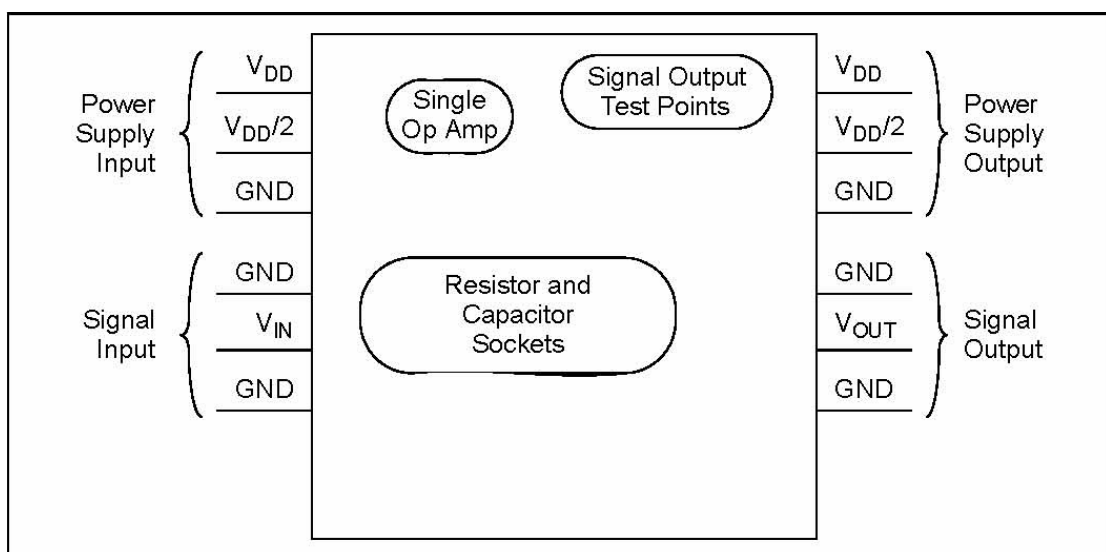 Power
Supply
Input
V_DD
V_DD/2
GND
Signal
Input
GND
V_IN
GND
Single
Op Amp
Signal Output
Test Points
Resistor and
Capacitor
Sockets
V_DD
V_DD/2
GND
Power
Supply
Output
GND
V_OUT
GND
Signal
Output